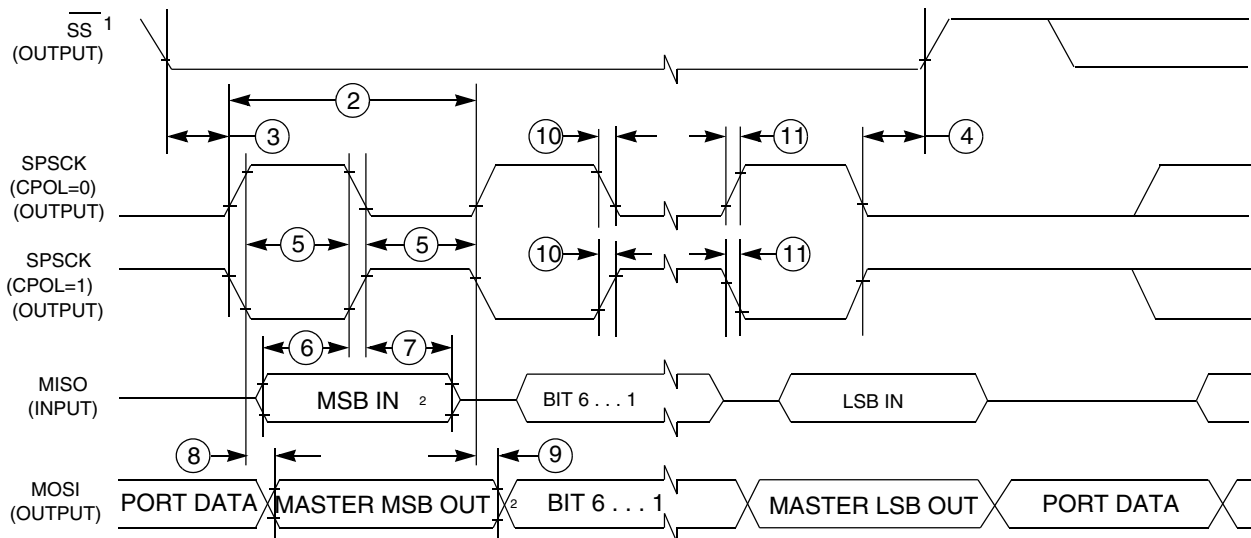 SS 1
(OUTPUT)
2
3
10
11
4
SPSCK
(CPOL=0)
(OUTPUT)
5
5
SPSCK
(CPOL=1)
(OUTPUT)
10
11
6
7
MISO
(INPUT)
MSB IN 2
BIT 6 . . . 1
LSB IN
8
9
MOSI
(OUTPUT)
PORT DATA
MASTER MSB OUT 2
BIT 6 . . . 1
MASTER LSB OUT
PORT DATA